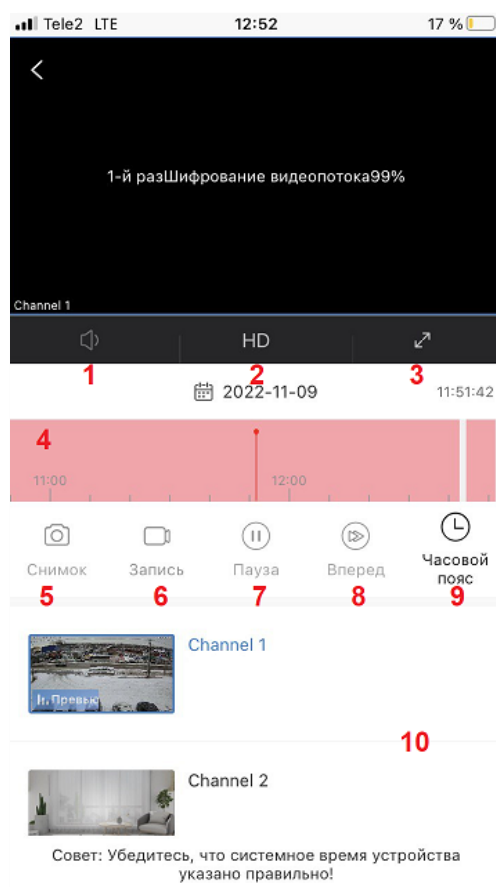 Tele2 LTE 12:52 17 %
1-й разШифрование видеопотока99%
Channel 1
HD
1 2 3
2022-11-09 11:51:42
4
11:00 12:00
Снимок Запись Пауза Вперед Часовой пояс
5 6 7 8 9
Channel 1
Превью
10
Channel 2
Совет: Убедитесь, что системное время устройства
указано правильно!